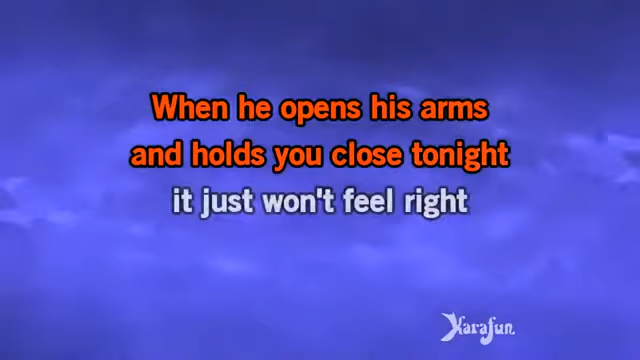 When he opens his arms
and holds you close tonight
it just won't feel right
Karafun